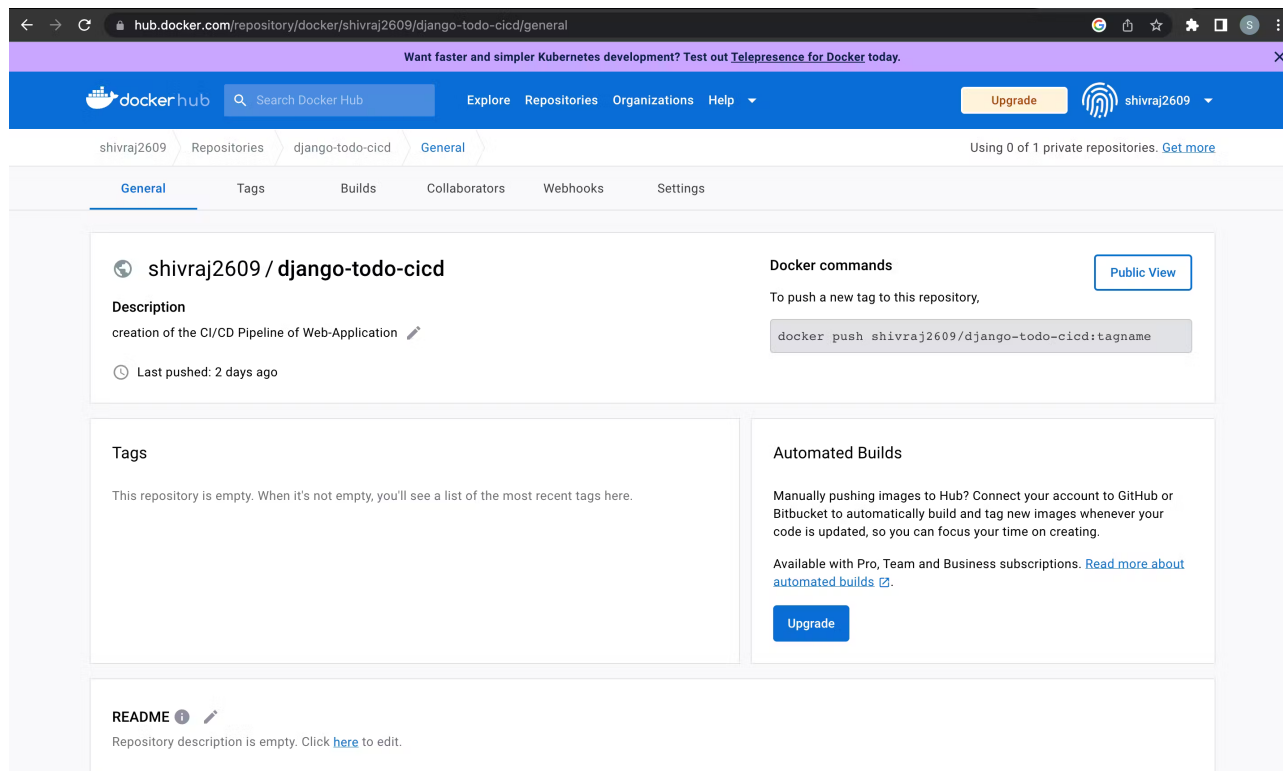 hub.docker.com/repository/docker/shivraj2609/django-todo-cicd/general
S
Want faster and simpler Kubernetes development? Test out Telepresence for Docker today.
dockerhub
Search Docker Hub
Explore Repositories Organizations Help
Upgrade
shivraj2609
shivraj2609 Repositories django-todo-cicd General
Using 0 of 1 private repositories. Get more
General Tags Builds Collaborators Webhooks Settings
shivraj2609 / django-todo-cicd
Description
creation of the CI/CD Pipeline of Web-Application
Last pushed: 2 days ago
Docker commands
Public View
To push a new tag to this repository,
docker push shivraj2609/django-todo-cicd:tagname
Tags
This repository is empty. When it's not empty, you'll see a list of the most recent tags here.
Automated Builds
Manually pushing images to Hub? Connect your account to GitHub or
Bitbucket to automatically build and tag new images whenever your
code is updated, so you can focus your time on creating.
Available with Pro, Team and Business subscriptions. Read more about
automated builds.
Upgrade
README
Repository description is empty. Click here to edit.